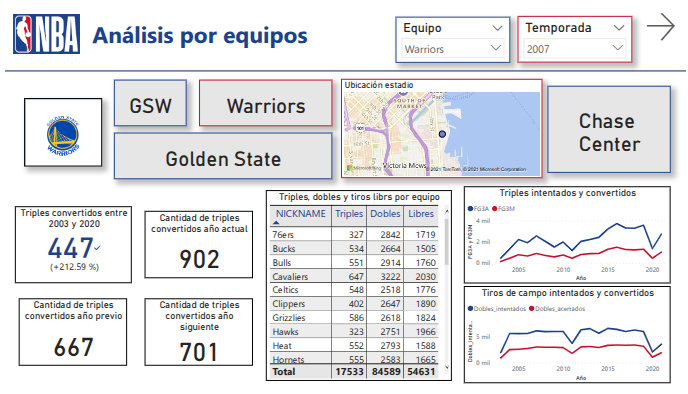 NBA
Análisis por equipos
Equipo
Warriors
Temporada
2007
GOLDEN STATE
WARRIORS
GSW
Warriors
Golden State
Ubicación estadio
SOUTH OF
MARKET
Park
101
Victoria Mews
Microsoft
© 2021 TomTom, © 2021 Microsoft Corporation
Chase
Center
Triples convertidos entre
2003 y 2020
447
(+212.59 %)
Cantidad de triples
convertidos año actual
902
Cantidad de triples
convertidos año previo
667
Cantidad de triples
convertidos año
siguiente
701
Triples, dobles y tiros librs por equipo
NICKNAME Triples Dobles Libres
76ers 327 2842 1719
Bucks 534 2664 1505
Bulls 551 2914 1760
Cavaliers 647 3222 2030
Celtics 548 2518 1776
Clippers 402 2647 1890
Grizzlies 586 2618 1824
Hawks 323 2751 1966
Heat 552 2793 1588
Hornets 555 2583 1665
Total 17533 84589 54631
Triples intentados y convertidos
FG3A FG3M
FG3A y FG3M
4 mil
2 mil
0 mil
2005 2010 2015 2020
Año
Tiros de campo intentados y convertidos
Dobles_intentados Dobles_acertados
Dobles_intenta...
5 mil
0 mil
2005 2010 2015 2020
Año